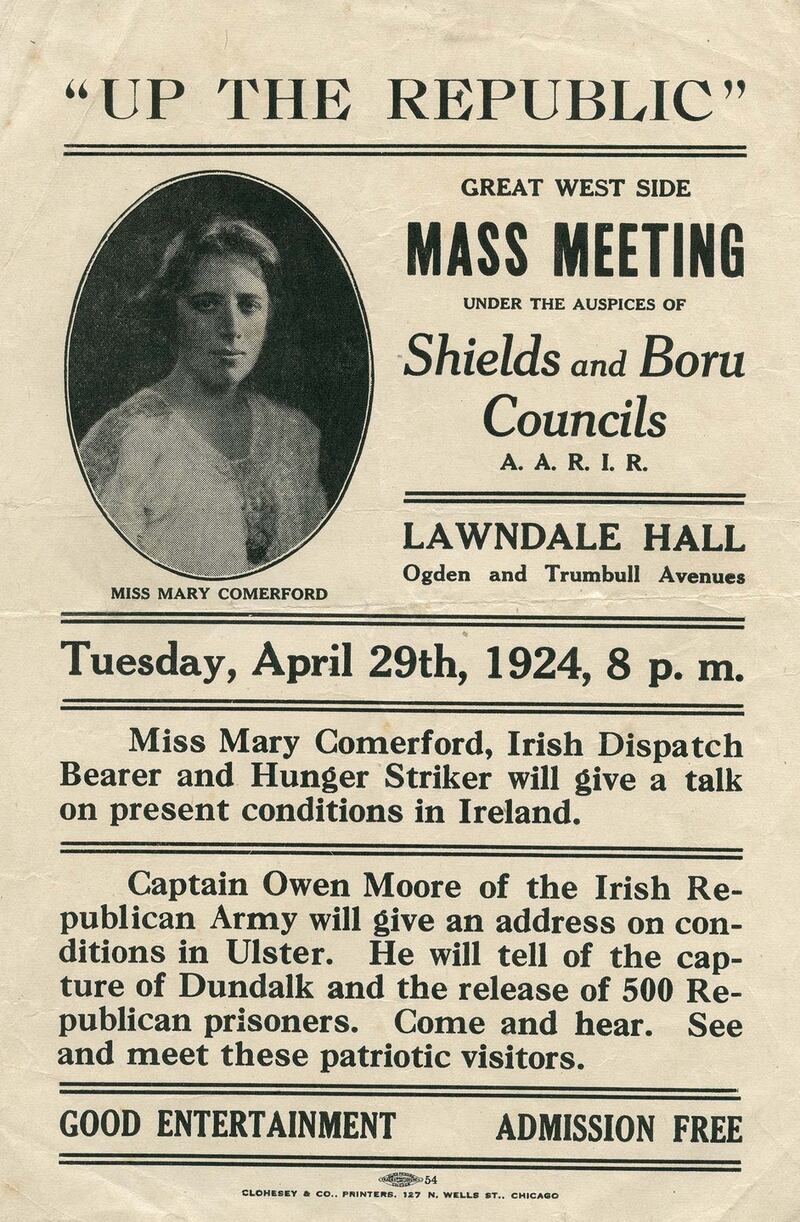 “UP THE REPUBLIC”
GREAT WEST SIDE
MASS MEETING
UNDER THE AUSPICES OF
Shields and Boru
Councils
A. A. R. I. R.
LAWNDALE HALL
Ogden and Trumbull Avenues
MISS MARY COMERFORD
Tuesday, April 29th, 1924, 8 p. m.
Miss Mary Comerford, Irish Dispatch
Bearer and Hunger Striker will give a talk
on present conditions in Ireland.
Captain Owen Moore of the Irish Re-
publican Army will give an address on con-
ditions in Ulster. He will tell of the cap-
ture of Dundalk and the release of 500 Re-
publican prisoners. Come and hear. See
and meet these patriotic visitors.
GOOD ENTERTAINMENT ADMISSION FREE
54
CLOHESEY & CO., PRINTERS. 127 N. WELLS ST., CHICAGO